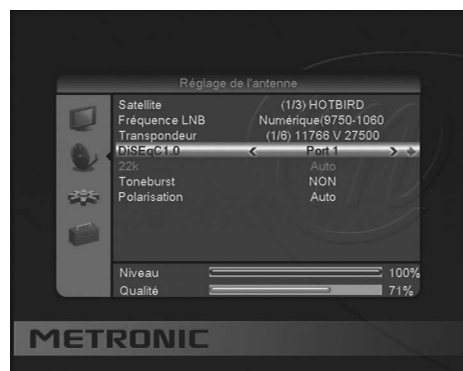 Réglage de l'antenne
Satellite (1/3) HOTBIRD
Fréquence LNB Numérique(9750-1060
Transpondeur (1/6) 11766 V 27500
DiSEqC1.0 < Port 1 >
22k Auto
Toneburst NON
Polarisation Auto
Niveau 100%
Qualité 71%
METRONIC